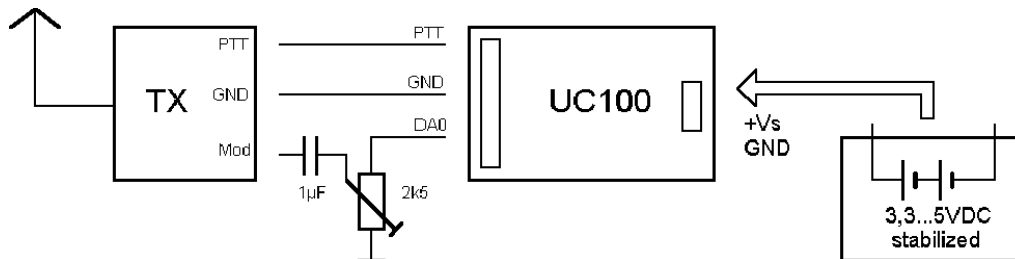 PTT
GND
Mod
TX
1µF
2k5
PTT
GND
DA0
UC100
+Vs
GND
3,3...5VDC
stabilized